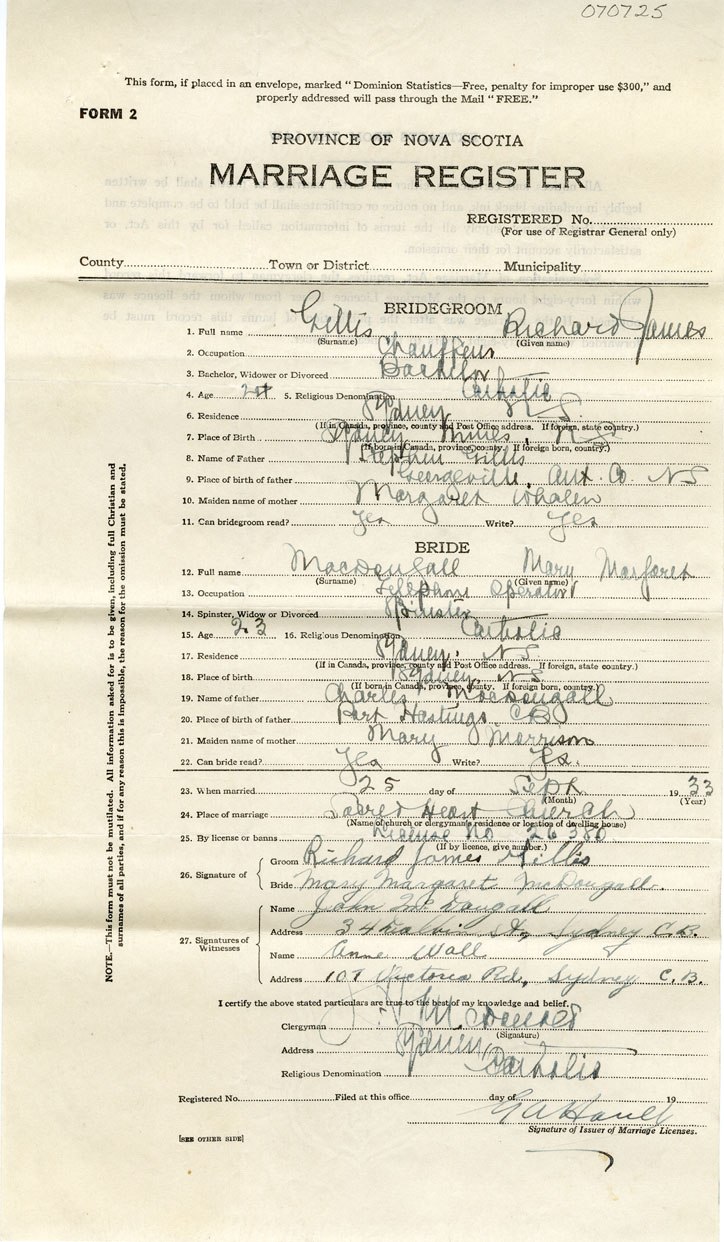 070725
This form, if placed in an envelope, marked "Dominion Statistics—Free, penalty for improper use $300," and
properly addressed will pass through the Mail "FREE."
FORM 2
PROVINCE OF NOVA SCOTIA
MARRIAGE REGISTER
REGISTERED No.
(For use of Registrar General only)
County Town or District Municipality
BRIDEGROOM
1. Full name Gillis Richard James
(Surname) (Given name)
2. Occupation Chauffeur
3. Bachelor, Widower or Divorced Bachelor
4. Age 5. Religious Denomination Catholic
6. Residence Sydney N S
(If in Canada, province, county and Post Office address. If foreign, state country.)
7. Place of Birth Sydney Mines, N S
(If born in Canada, province, county. If foreign born, country.)
8. Name of Father Stephen Gillis
9. Place of birth of father Georgeville, Ant. Co. N S
10. Maiden name of mother Margaret Whalen
11. Can bridegroom read? Yes Write? Yes
BRIDE
12. Full name MacDougall Mary Margaret
(Surname) (Given name)
13. Occupation Telephone Operator
14. Spinster, Widow or Divorced Spinster
15. Age 23 16. Religious Denomination Catholic
17. Residence Sydney. N S
(If in Canada, province, county and Post Office address. If foreign, state country.)
18. Place of birth Sydney N S
(If born in Canada, province, county. If foreign born, country.)
19. Name of father Charles MacDougall
20. Place of birth of father Port Hastings CB
21. Maiden name of mother Mary Morrison
22. Can bride read? Yes Write? Yes.
23. When married 25 day of Sept. 1933
(Month) (Year)
24. Place of marriage Sacred Heart Church
(Name of church or clergyman's residence or location of dwelling house)
25. By license or banns License No 26380
(If by licence, give number.)
26. Signature of
Groom Richard James Gillis
Bride Mary Margaret McDougall.
27. Signatures of Witnesses
Name John McDougall
Address 34 St, Sydney C.B.
Name Anne Wall
Address 107 Victoria Rd, Sydney C.B.
I certify the above stated particulars are true to the best of my knowledge and belief.
Clergyman McDonald
(Signature)
Address Sydney
Religious Denomination Catholic
Registered No. Filed at this office day of 19
Signature of Issuer of Marriage Licenses.
[SEE OTHER SIDE]
NOTE.—This form must not be mutilated. All information asked for is to be given, including full Christian and
surnames of all parties, and if for any reason this is impossible, the reason for the omission must be stated.